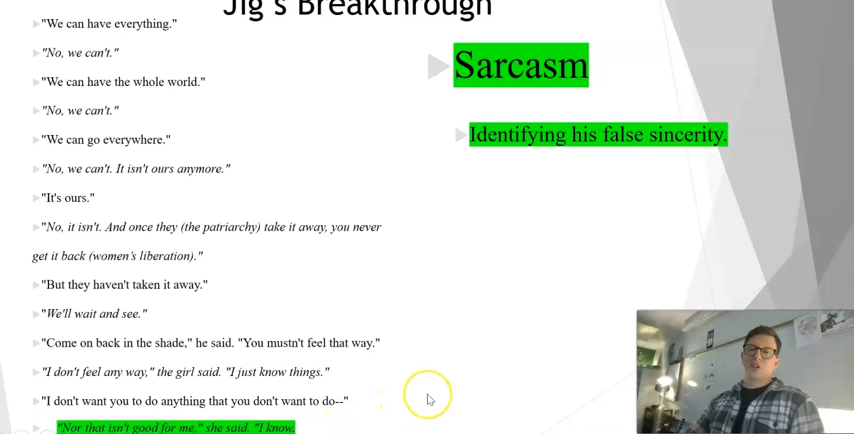 Jig's Breakthrough
"We can have everything."
"No, we can't."
"We can have the whole world."
"No, we can't."
"We can go everywhere."
"No, we can't. It isn't ours anymore."
"It's ours."
"No, it isn't. And once they (the patriarchy) take it away, you never
get it back (women's liberation)."
"But they haven't taken it away."
"We'll wait and see."
"Come on back in the shade," he said. "You mustn't feel that way."
"I don't feel any way," the girl said. "I just know things."
"I don't want you to do anything that you don't want to do--"
"Nor that isn't good for me," she said. "I know.
Sarcasm
Identifying his false sincerity.